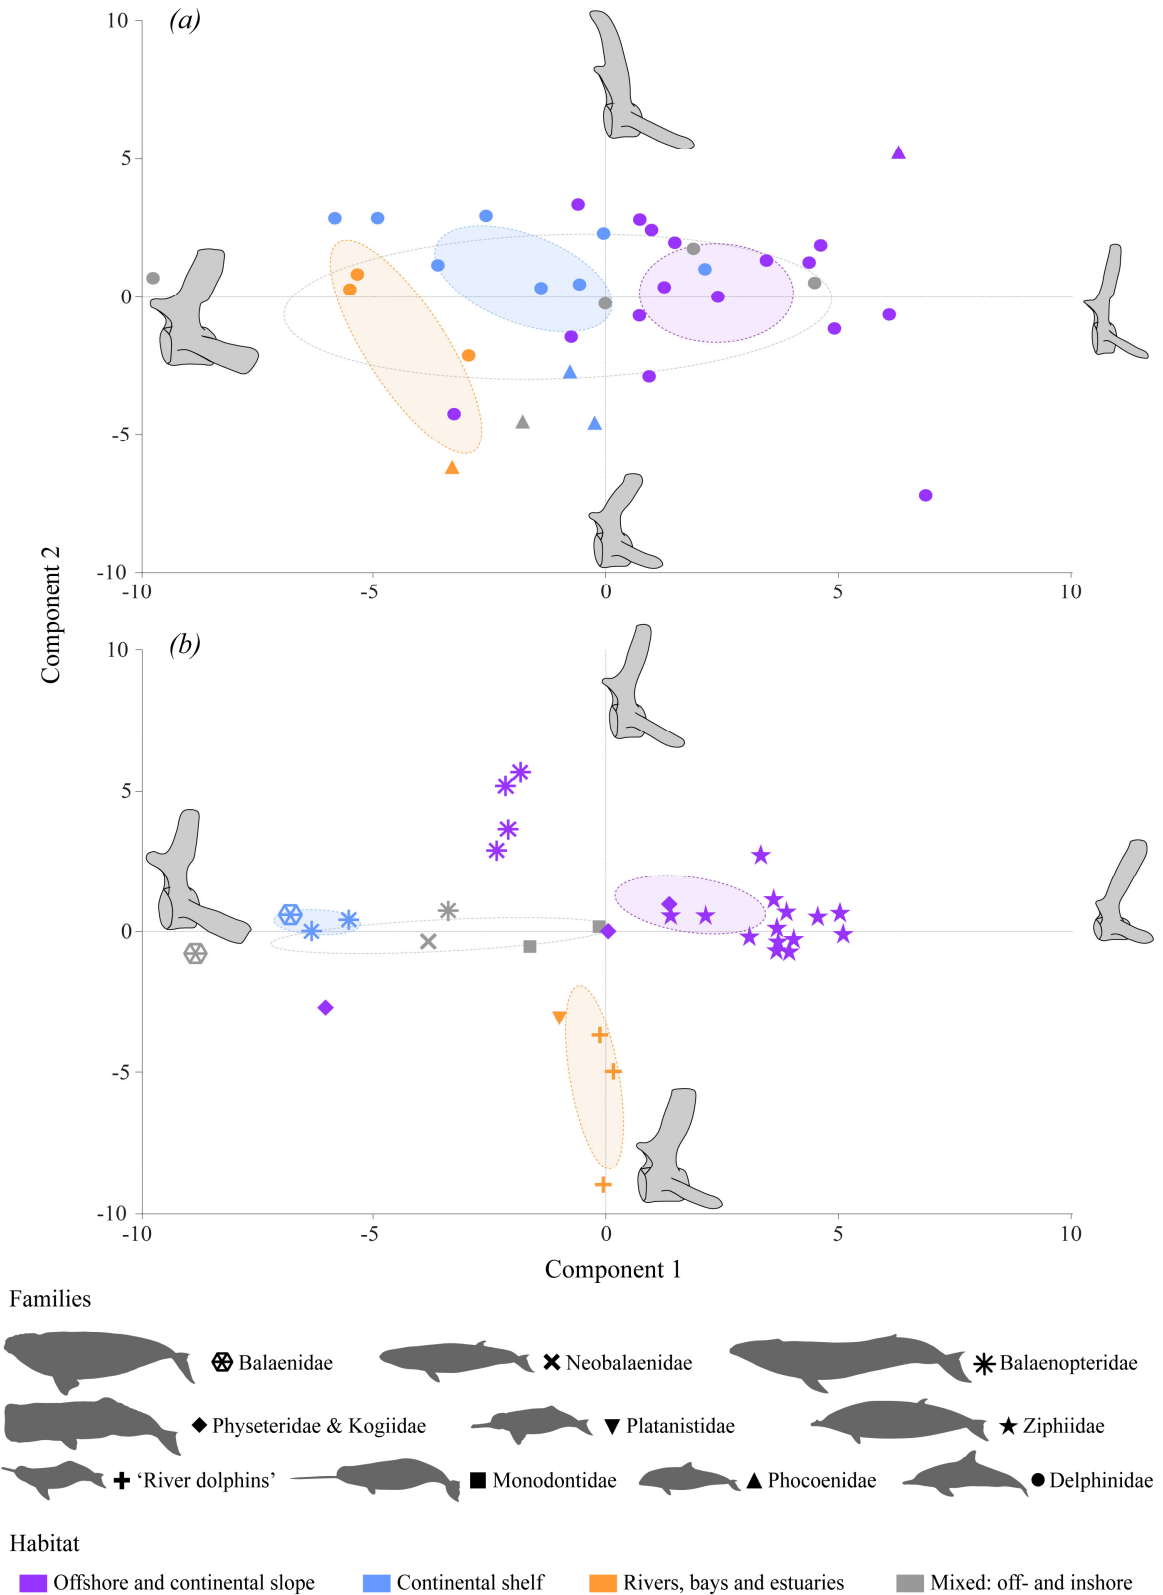 (a)
10
5
0
-5
-10
-10 -5 0 5 10
Component 2
(b)
10
5
0
-5
-10
-10 -5 0 5 10
Component 1
Families
Balaenidae Neobalaenidae Balaenopteridae
Physeteridae & Kogiidae Platanistidae Ziphiidae
‘River dolphins’ Monodontidae Phocoenidae Delphinidae
Habitat
Offshore and continental slope Continental shelf Rivers, bays and estuaries Mixed: off- and inshore